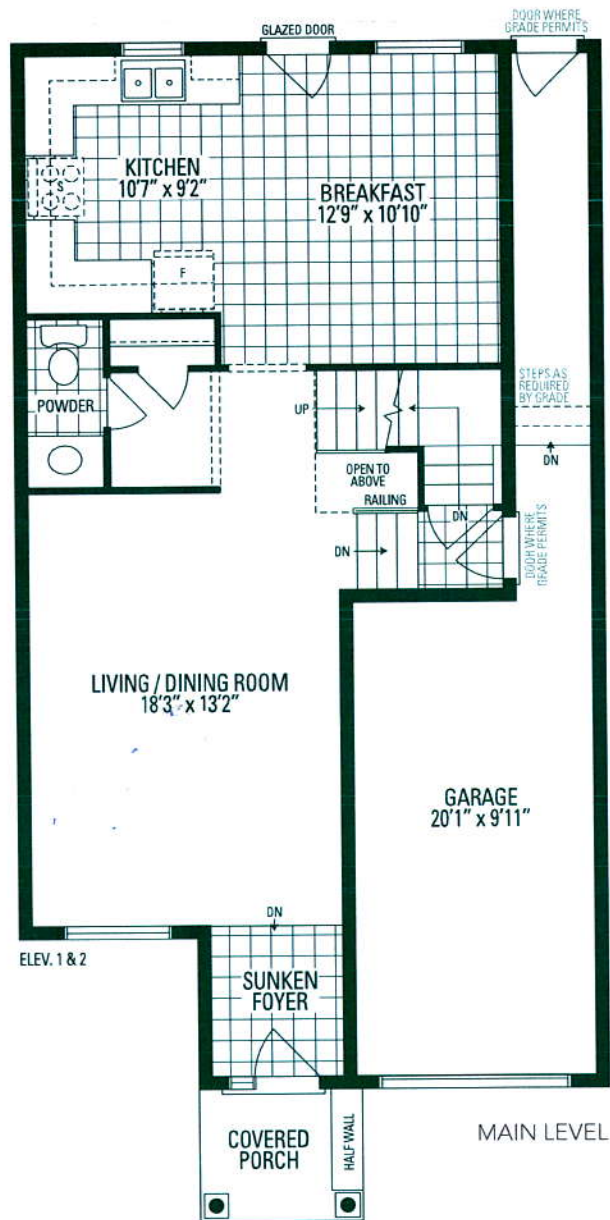 GLAZED DOOR
DOOR WHERE
GRADE PERMITS
KITCHEN
10'7" x 9'2"
S
BREAKFAST
12'9" x 10'10"
F
POWDER
UP
STEPS AS
REQUIRED
BY GRADE
DN
OPEN TO
ABOVE
RAILING
DN
DN
DOOR WHERE
GRADE PERMITS
LIVING / DINING ROOM
18'3" x 13'2"
GARAGE
20'1" x 9'11"
DN
ELEV. 1 & 2
SUNKEN
FOYER
COVERED
PORCH
HALF WALL
MAIN LEVEL